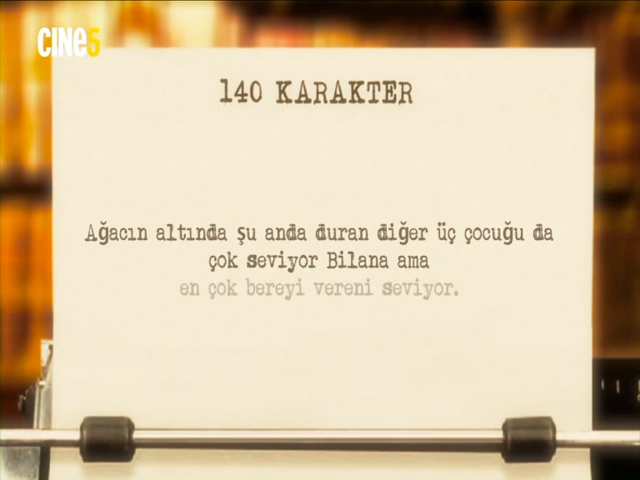 CINE5
140 KARAKTER
Ağacın altında şu anda duran diğer üç çocuğu da
çok seviyor Bilana ama
en çok bereyi vereni seviyor.